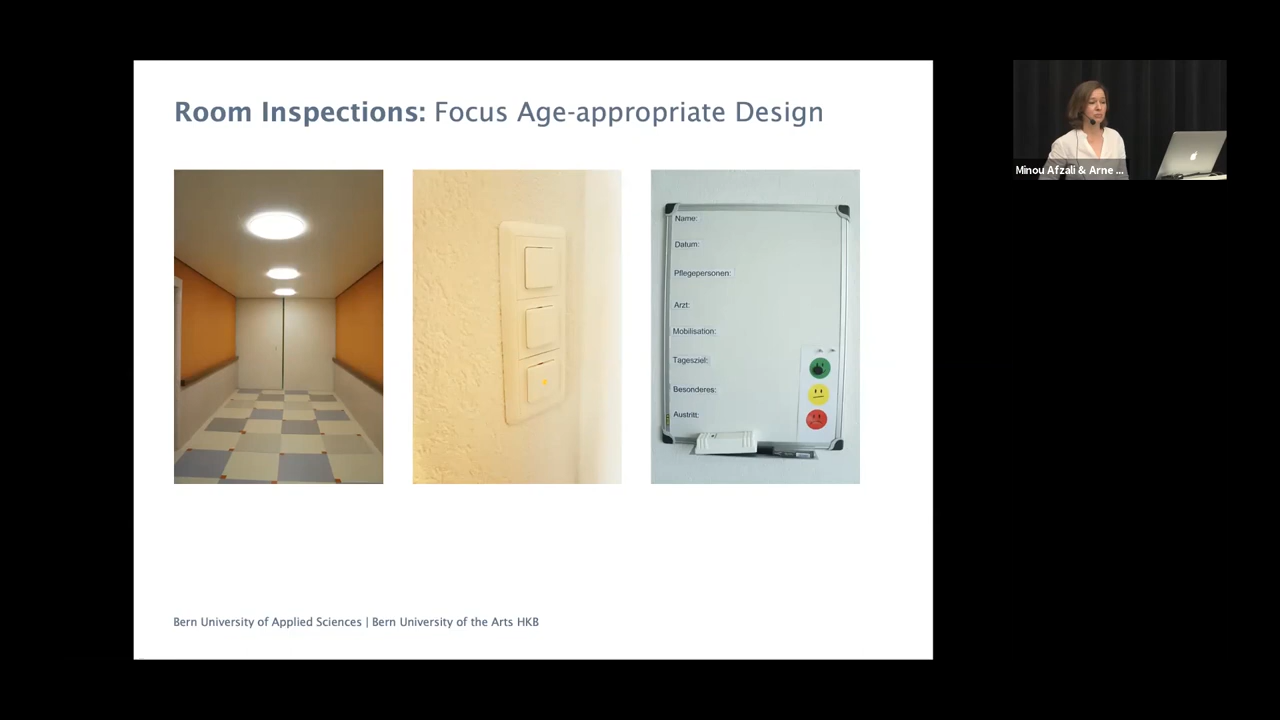 Room Inspections: Focus Age-appropriate Design
Name:
Datum:
Pflegepersonen:
Arzt:
Mobilisation:
Tagesziel:
Besonderes:
Austritt:
Bern University of Applied Sciences | Bern University of the Arts HKB
Minou Afzali & Arne ...